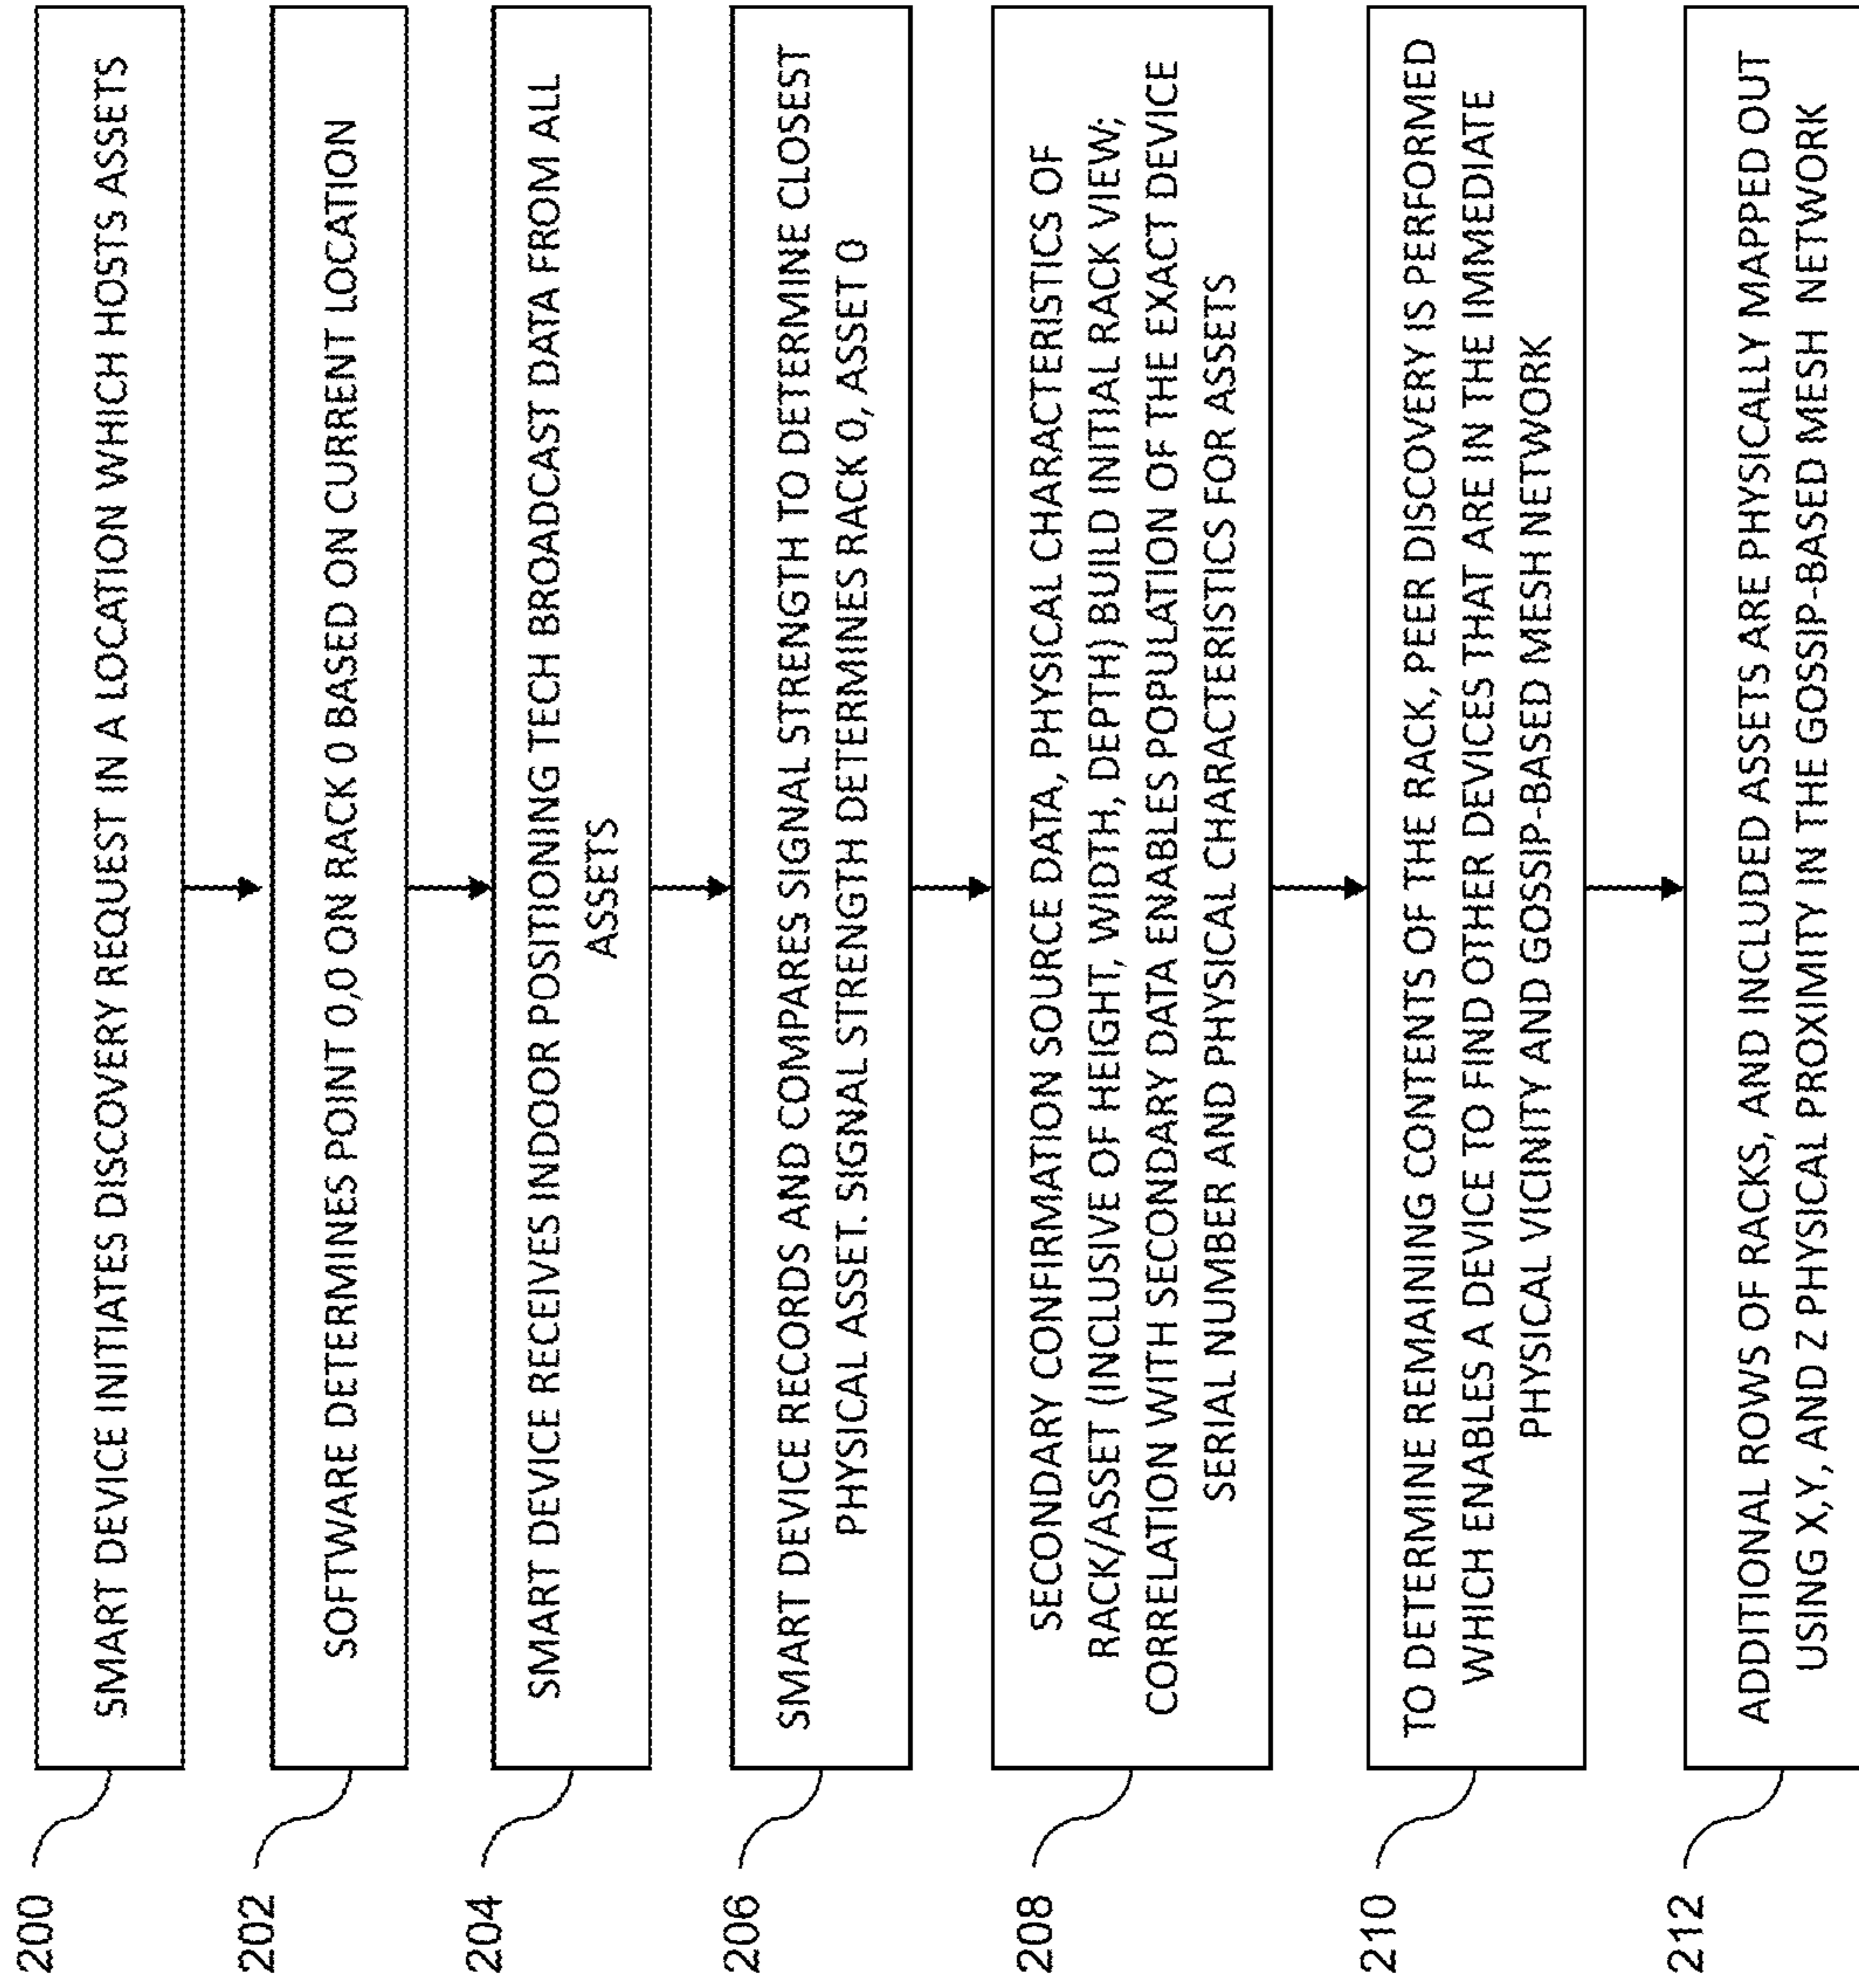 200
SMART DEVICE INITIATES DISCOVERY REQUEST IN A LOCATION WHICH HOSTS ASSETS
202
SOFTWARE DETERMINES POINT 0,0 ON RACK 0 BASED ON CURRENT LOCATION
204
SMART DEVICE RECEIVES INDOOR POSITIONING TECH BROADCAST DATA FROM ALL
ASSETS
206
SMART DEVICE RECORDS AND COMPARES SIGNAL STRENGTH TO DETERMINE CLOSEST
PHYSICAL ASSET. SIGNAL STRENGTH DETERMINES RACK 0, ASSET 0
208
SECONDARY CONFIRMATION SOURCE DATA, PHYSICAL CHARACTERISTICS OF
RACK/ASSET (INCLUSIVE OF HEIGHT, WIDTH, DEPTH) BUILD INITIAL RACK VIEW;
CORRELATION WITH SECONDARY DATA ENABLES POPULATION OF THE EXACT DEVICE
SERIAL NUMBER AND PHYSICAL CHARACTERISTICS FOR ASSETS
210
TO DETERMINE REMAINING CONTENTS OF THE RACK, PEER DISCOVERY IS PERFORMED
WHICH ENABLES A DEVICE TO FIND OTHER DEVICES THAT ARE IN THE IMMEDIATE
PHYSICAL VICINITY AND GOSSIP-BASED MESH NETWORK
212
ADDITIONAL ROWS OF RACKS, AND INCLUDED ASSETS ARE PHYSICALLY MAPPED OUT
USING X,Y, AND Z PHYSICAL PROXIMITY IN THE GOSSIP-BASED MESH NETWORK